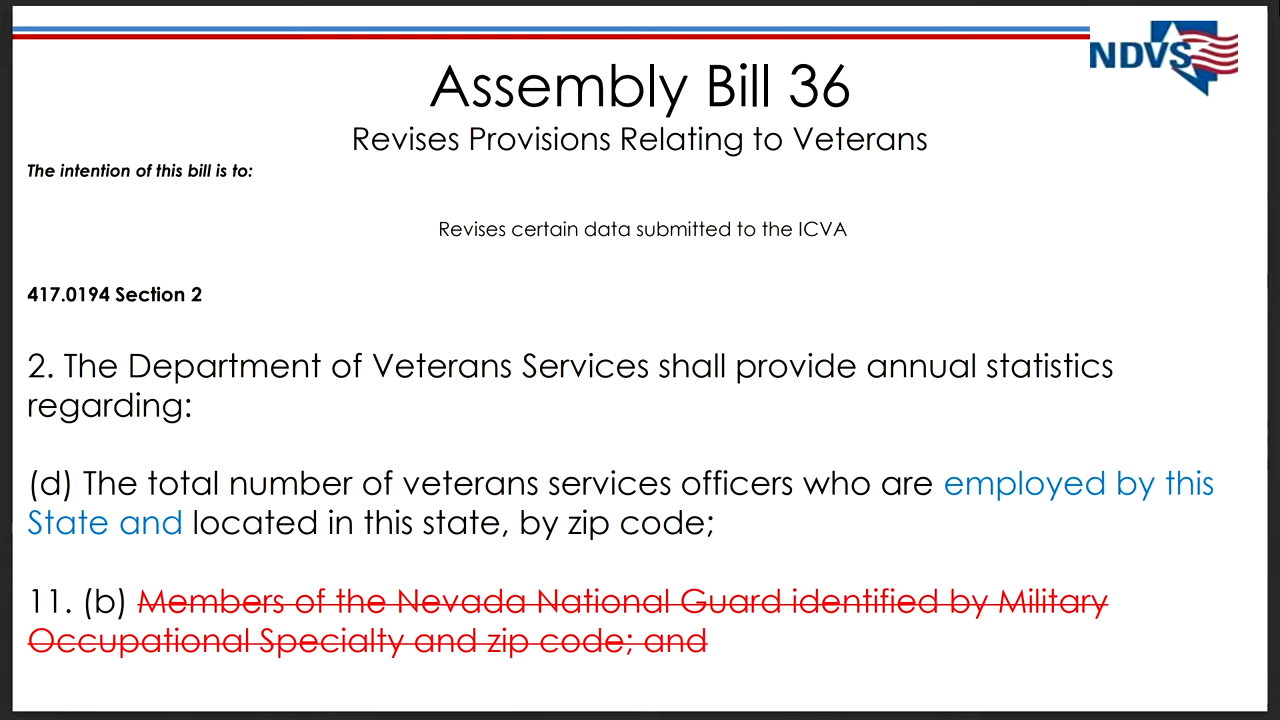 NDVS
Assembly Bill 36
Revises Provisions Relating to Veterans
The intention of this bill is to:
Revises certain data submitted to the ICVA
417.0194 Section 2
2. The Department of Veterans Services shall provide annual statistics
regarding:
(d) The total number of veterans services officers who are employed by this
State and located in this state, by zip code;
11. (b) Members of the Nevada National Guard identified by Military
Occupational Specialty and zip code; and